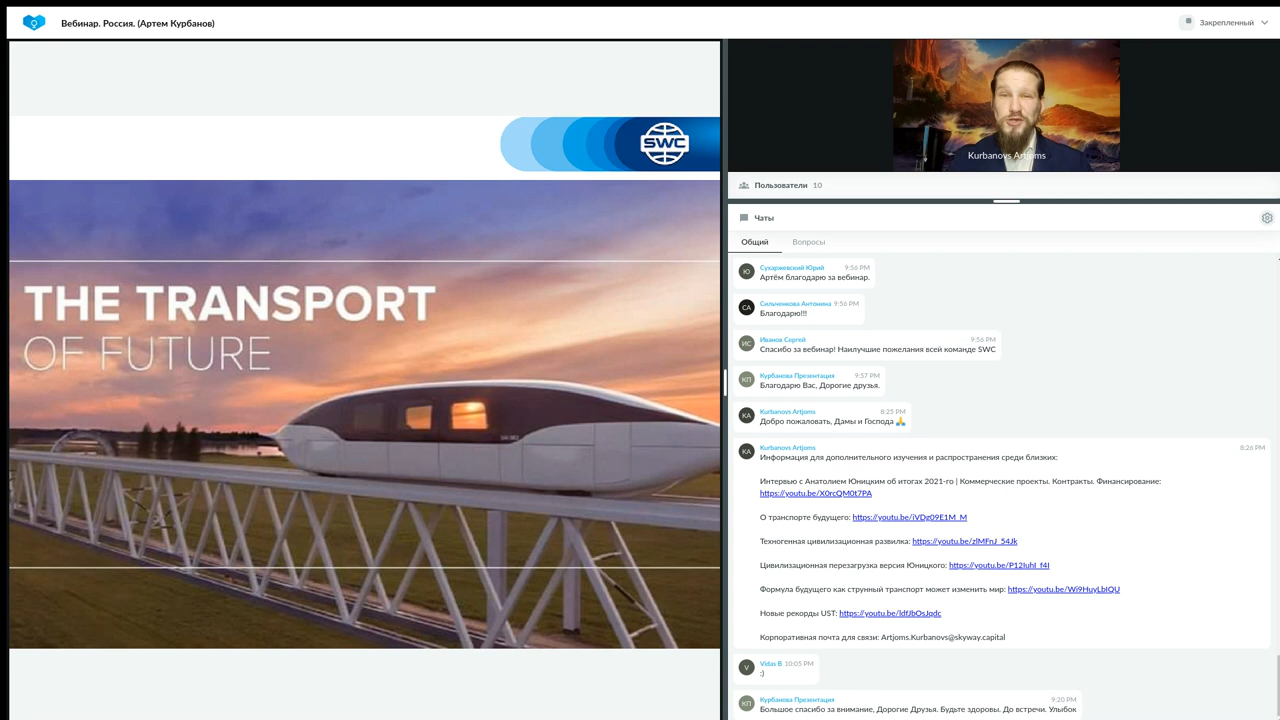 Вебинар. Россия. (Артем Курбанов)
Закрепленный
SWC
THE TRANSPORT
OF FUTURE
Kurbanovs Artjoms
Пользователи 10
Чаты
Общий Вопросы
Ю Сухаржевский Юрий 9:56 PM
Артём благодарю за вебинар.
СА Сильченкова Антонина 9:56 PM
Благодарю!!!
ИС Иванов Сергей 9:56 PM
Спасибо за вебинар! Наилучшие пожелания всей команде SWC
КП Курбанова Презентация 9:57 PM
Благодарю Вас, Дорогие друзья.
KA Kurbanovs Artjoms 8:25 PM
Добро пожаловать, Дамы и Господа 🙏
KA Kurbanovs Artjoms 8:26 PM
Информация для дополнительного изучения и распространения среди близких:
Интервью с Анатолием Юницким об итогах 2021-го | Коммерческие проекты. Контракты. Финансирование:
https://youtu.be/X0rcQM0t7PA
О транспорте будущего: https://youtu.be/iVDg09E1M_M
Техногенная цивилизационная развилка: https://youtu.be/zlMFnJ_54Jk
Цивилизационная перезагрузка версия Юницкого: https://youtu.be/P12IuhI_f4I
Формула будущего как струнный транспорт может изменить мир: https://youtu.be/Wi9HuyLbIQU
Новые рекорды UST: https://youtu.be/ldfJbOsJqdc
Корпоративная почта для связи: Artjoms.Kurbanovs@skyway.capital
V Vidas B 10:05 PM
:)
КП Курбанова Презентация 9:20 PM
Большое спасибо за внимание, Дорогие Друзья. Будьте здоровы. До встречи. Улыбок